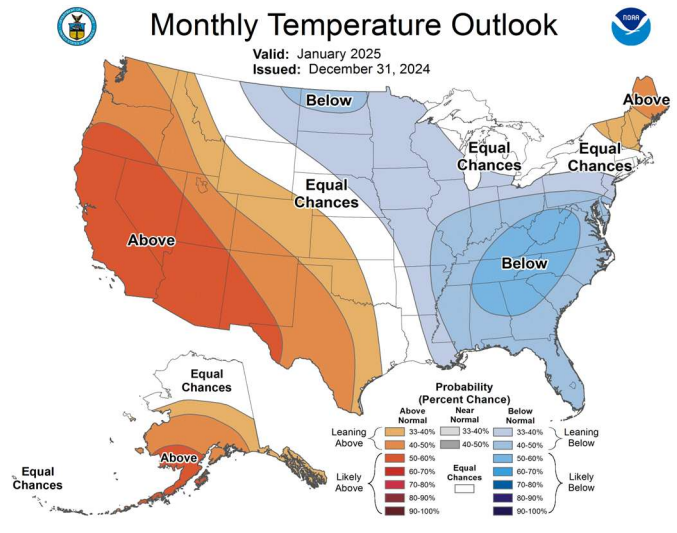 Monthly Temperature Outlook
NOAA
Valid: January 2025
Issued: December 31, 2024
Below
Above
Equal
Chances
Equal
Chances
Equal
Chances
Above
Below
Equal
Chances
Above
Equal
Chances
Probability
(Percent Chance)
Above
Normal
Near
Normal
Below
Normal
Leaning
Above
33-40%
33-40%
33-40%
Leaning
Below
40-50%
40-50%
40-50%
50-60%
50-60%
Likely
Above
60-70%
Equal
Chances
60-70%
Likely
Below
70-80%
70-80%
80-90%
80-90%
90-100%
90-100%